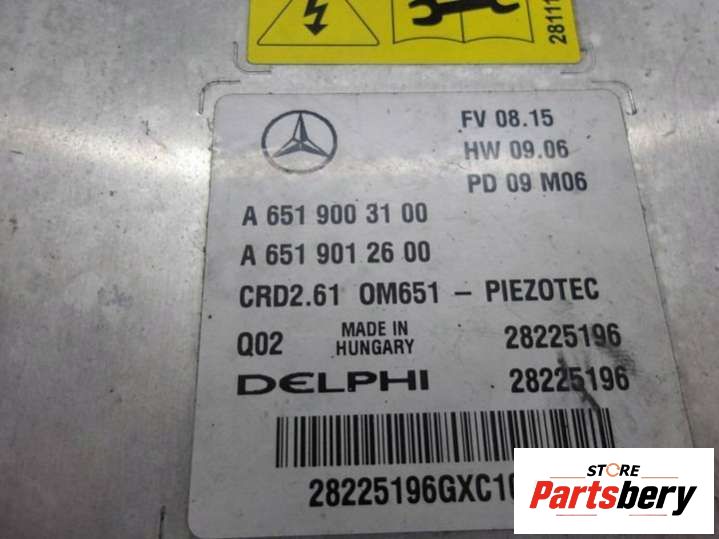 28111
FV 08.15
HW 09.06
PD 09 M06
A 651 900 31 00
A 651 901 26 00
CRD2.61 OM651 - PIEZOTEC
Q02 MADE IN HUNGARY 28225196
DELPHI 28225196
28225196GXC1
STORE
Partsbery